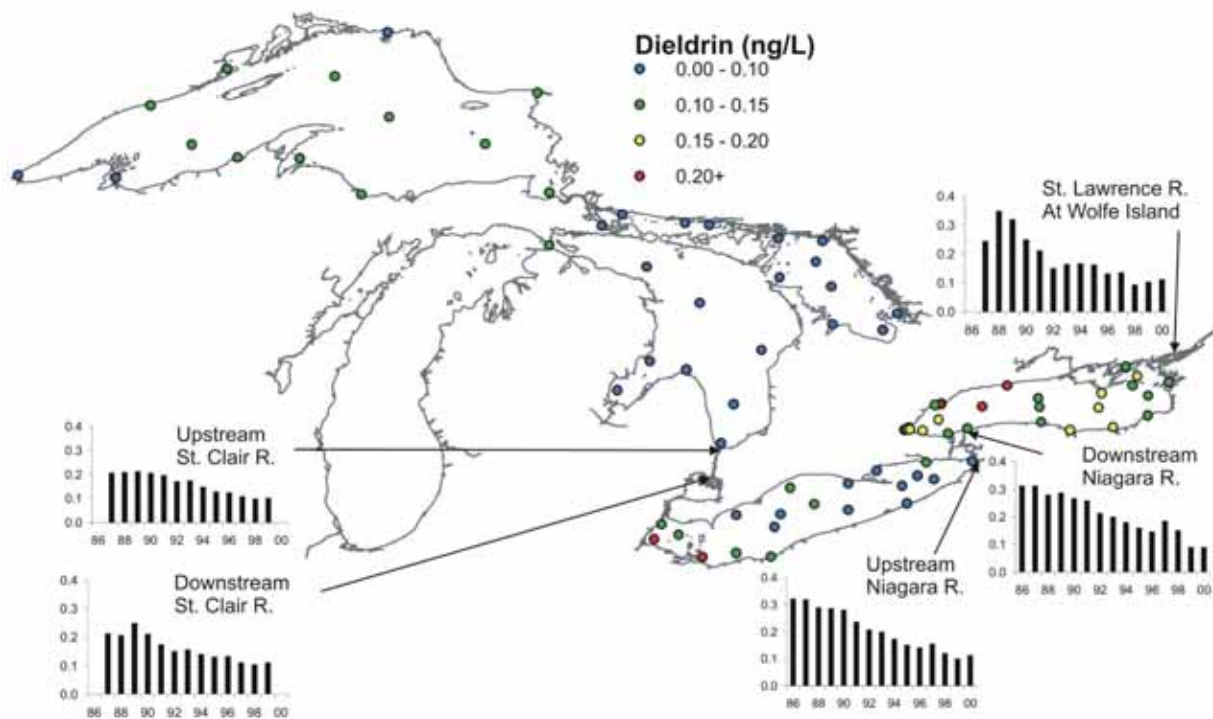 Dieldrin (ng/L)
0.00 - 0.10
0.10 - 0.15
0.15 - 0.20
0.20+
St. Lawrence R.
At Wolfe Island
0.4
0.3
0.2
0.1
0.0
86 88 90 92 94 96 98 00
Upstream
St. Clair R.
0.4
0.3
0.2
0.1
0.0
86 88 90 92 94 96 98 00
Downstream
St. Clair R.
0.4
0.3
0.2
0.1
0.0
86 88 90 92 94 96 98 00
Downstream
Niagara R.
0.4
0.3
0.2
0.1
0.0
86 88 90 92 94 96 98 00
Upstream
Niagara R.
0.4
0.3
0.2
0.1
0.0
86 88 90 92 94 96 98 00